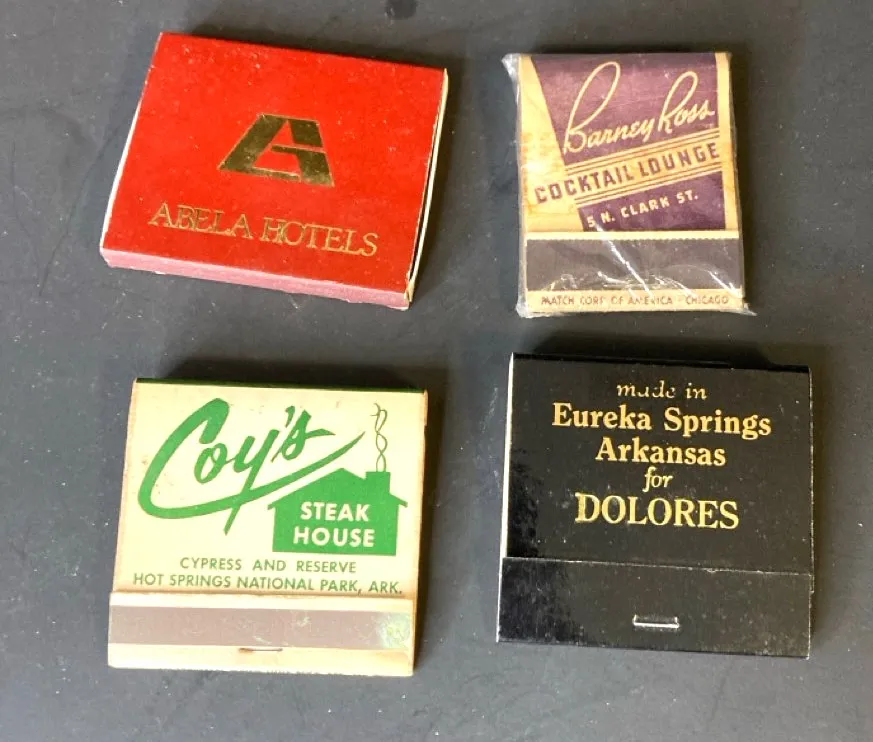 ABELA HOTELS
Barney Ross
COCKTAIL LOUNGE
5 N. CLARK ST.
MATCH CORP. OF AMERICA - CHICAGO
Coy's
STEAK
HOUSE
CYPRESS AND RESERVE
HOT SPRINGS NATIONAL PARK, ARK.
made in
Eureka Springs
Arkansas
for
DOLORES